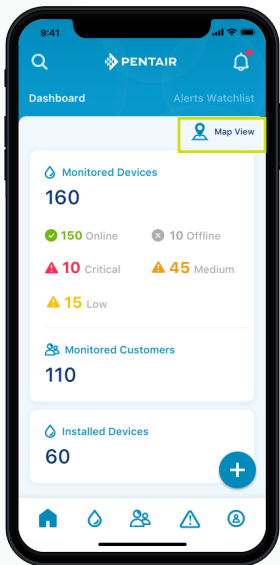 9:41
PENTAIR
Dashboard Alerts Watchlist
Map View
Monitored Devices
160
150 Online 10 Offline
10 Critical 45 Medium
15 Low
Monitored Customers
110
Installed Devices
60